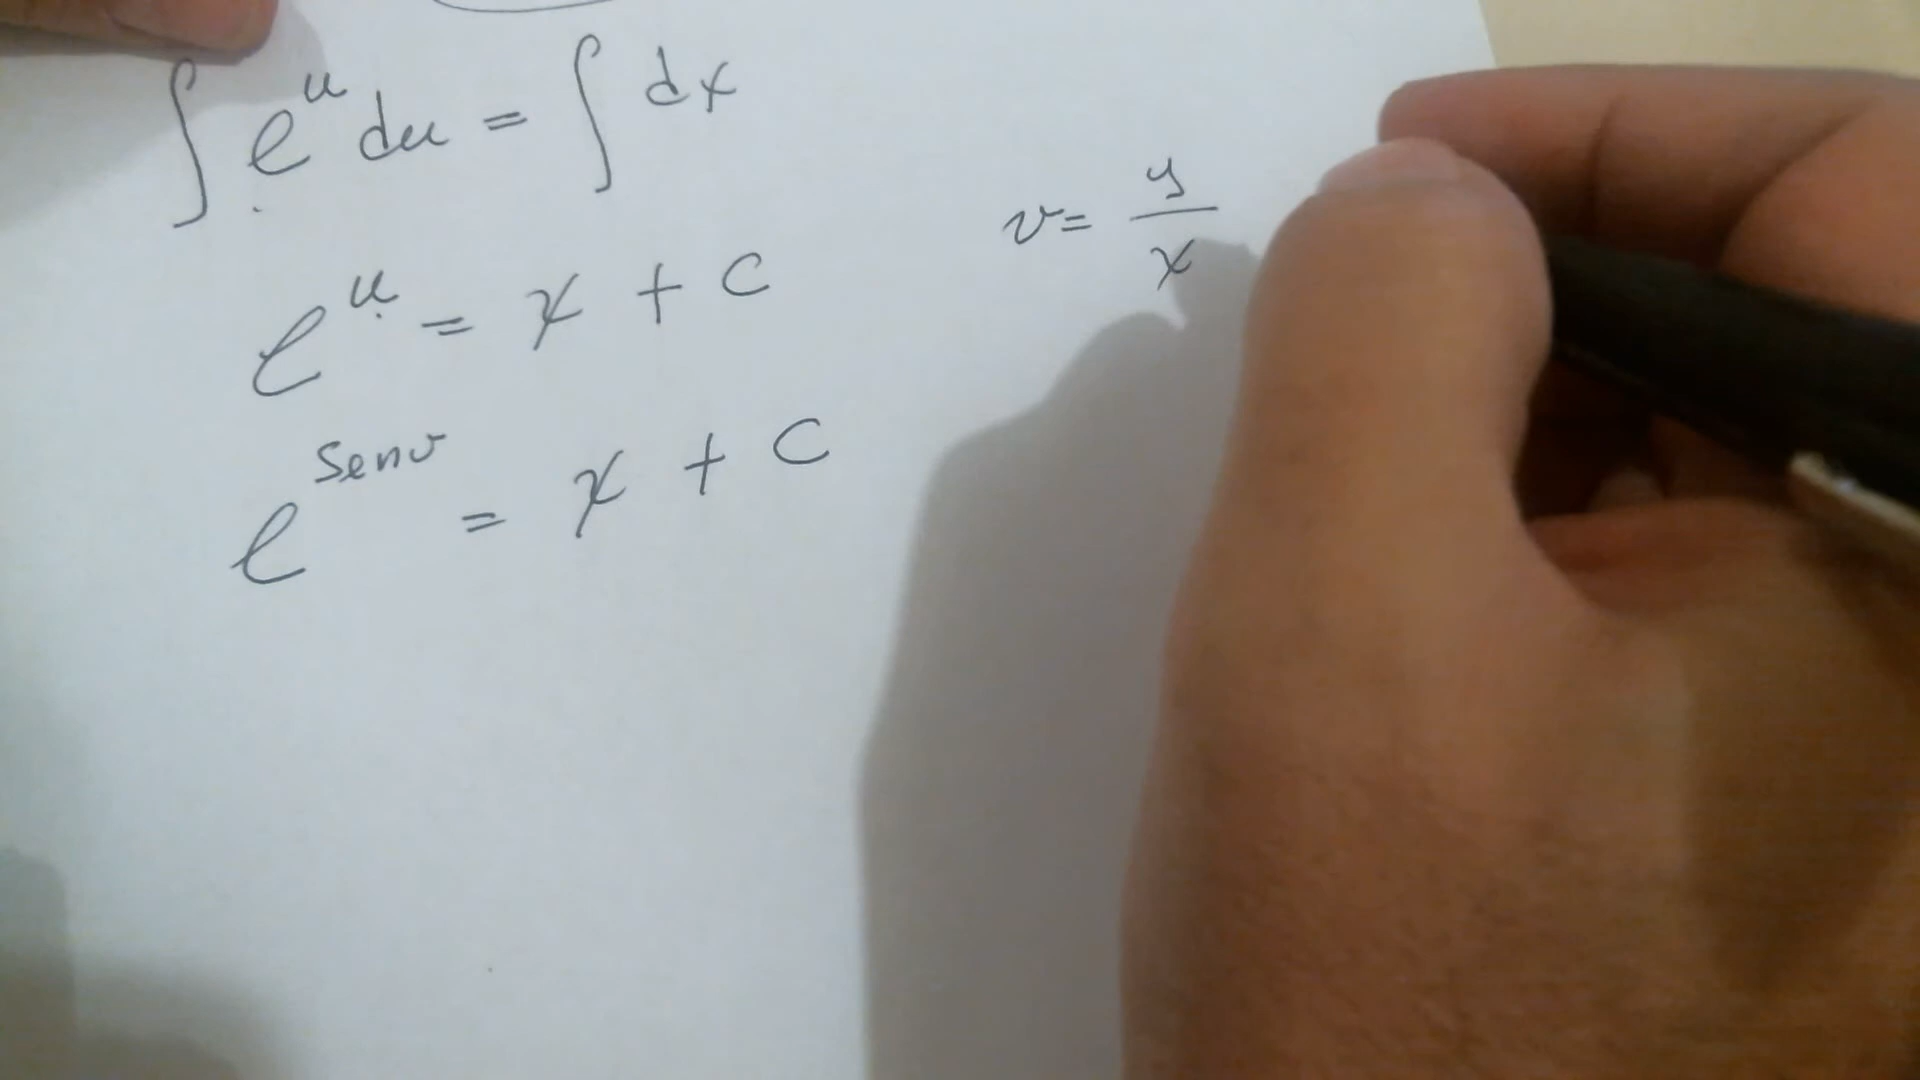 ∫ e^u du = ∫ dx
v = y/x
e^u = x + c
e^senv = x + c